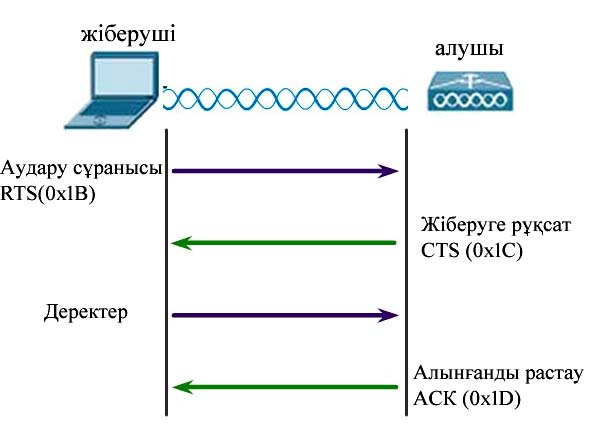 жіберуші
алушы
Аудару сұранысы
RTS(0x1B)
Жіберуге рұқсат
CTS (0x1C)
Деректер
Алынғанды растау
ACK (0x1D)